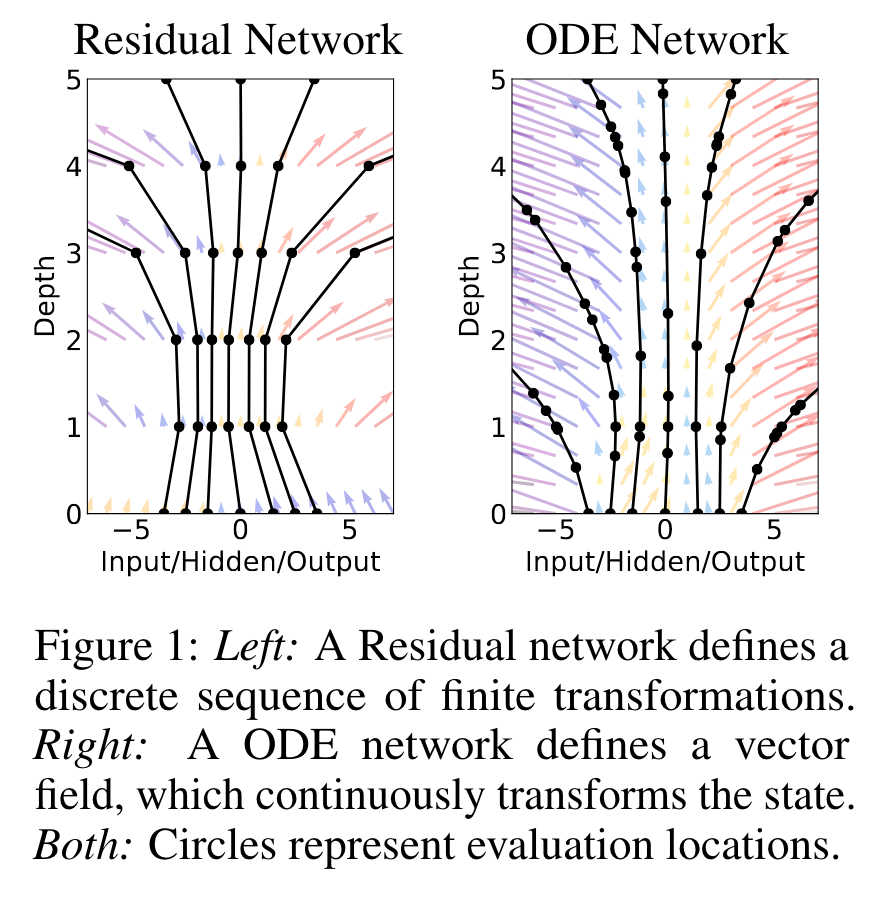 Residual Network
ODE Network
5
4
3
2
1
0
Depth
−5
0
5
Input/Hidden/Output
5
4
3
2
1
0
Depth
−5
0
5
Input/Hidden/Output
Figure 1: Left: A Residual network defines a
discrete sequence of finite transformations.
Right: A ODE network defines a vector
field, which continuously transforms the state.
Both: Circles represent evaluation locations.